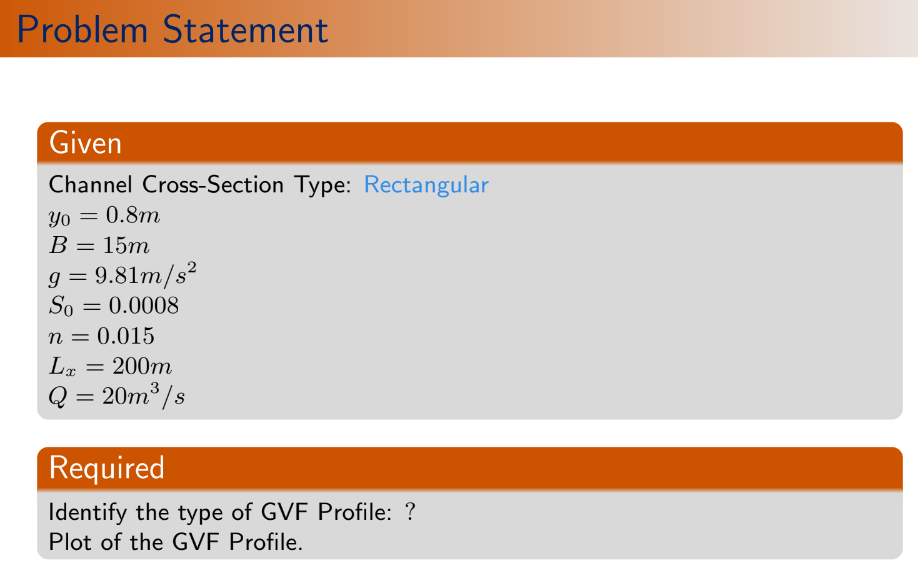 Problem Statement
Given
Channel Cross-Section Type: Rectangular
$y_0 = 0.8m$
$B = 15m$
$g = 9.81m/s^2$
$S_0 = 0.0008$
$n = 0.015$
$L_x = 200m$
$Q = 20m^3/s$
Required
Identify the type of GVF Profile: ?
Plot of the GVF Profile.